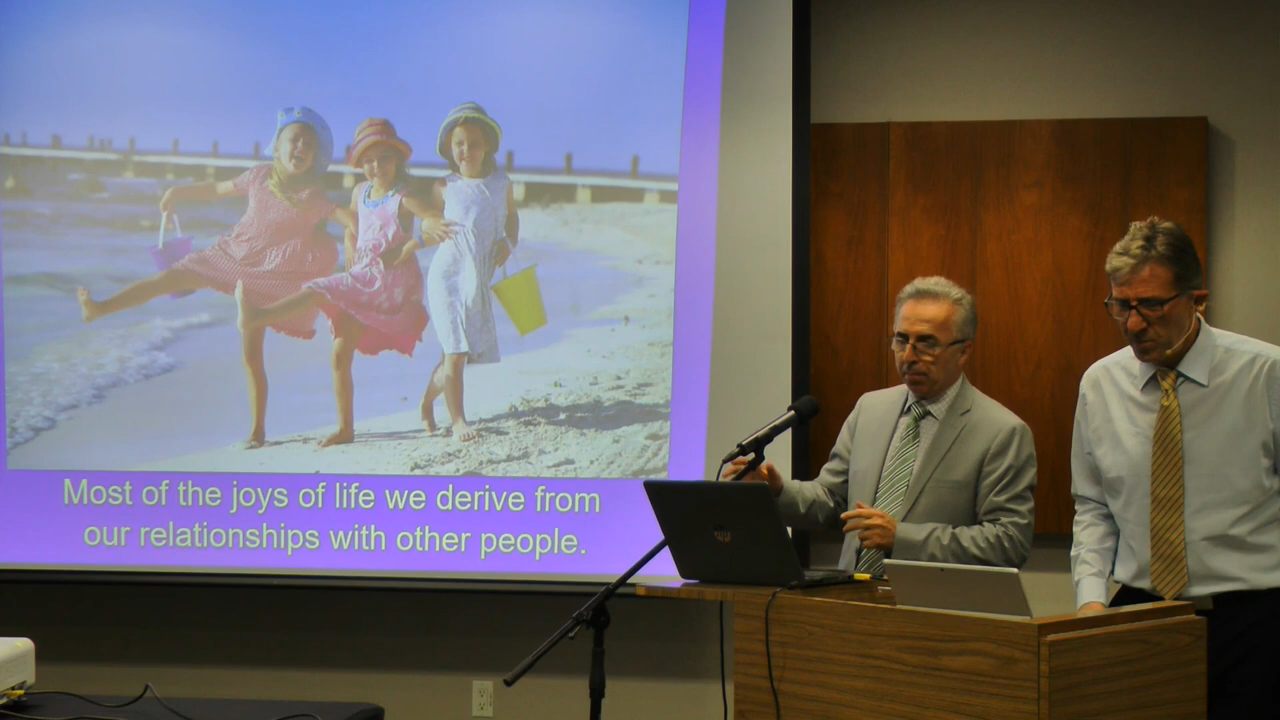 Most of the joys of life we derive from
our relationships with other people.